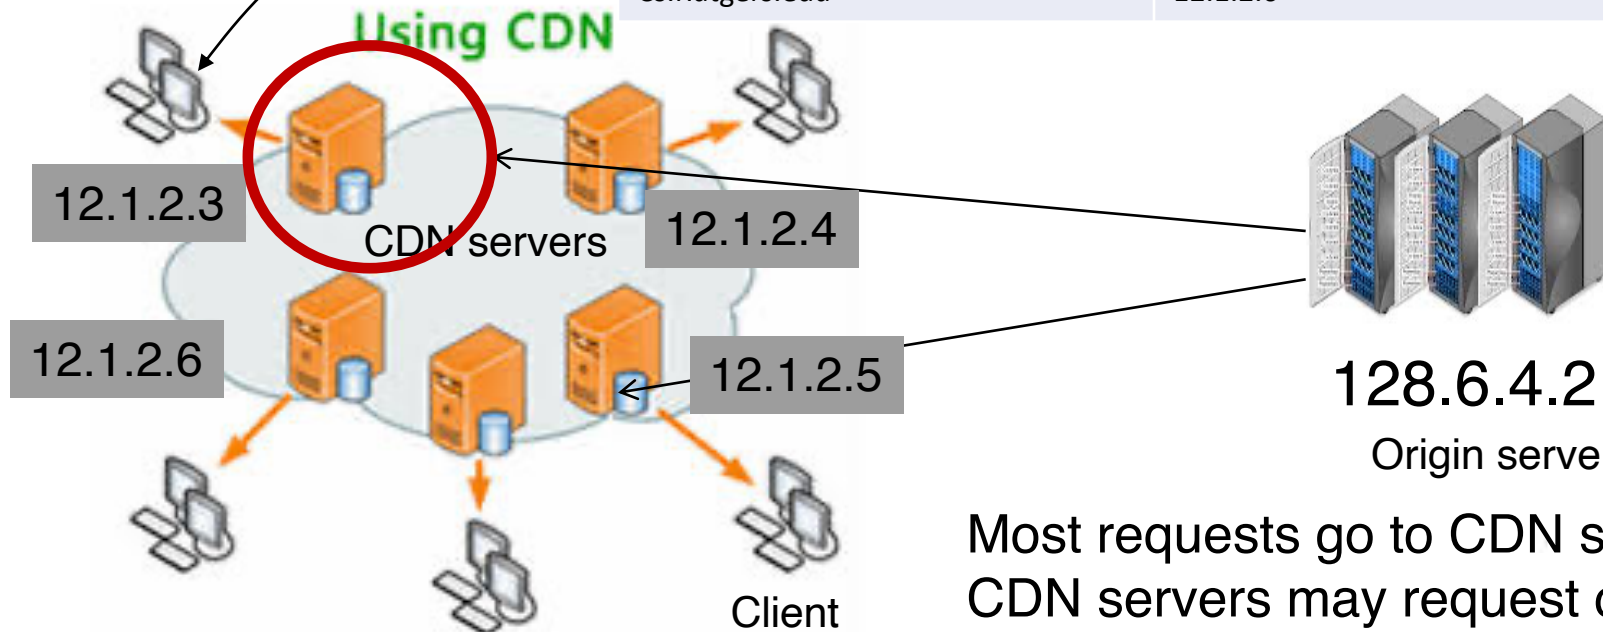 Using CDN
12.1.2.3
12.1.2.4
CDN servers
12.1.2.6
12.1.2.5
128.6.4.2
Origin serve
Most requests go to CDN s
CDN servers may request
Client